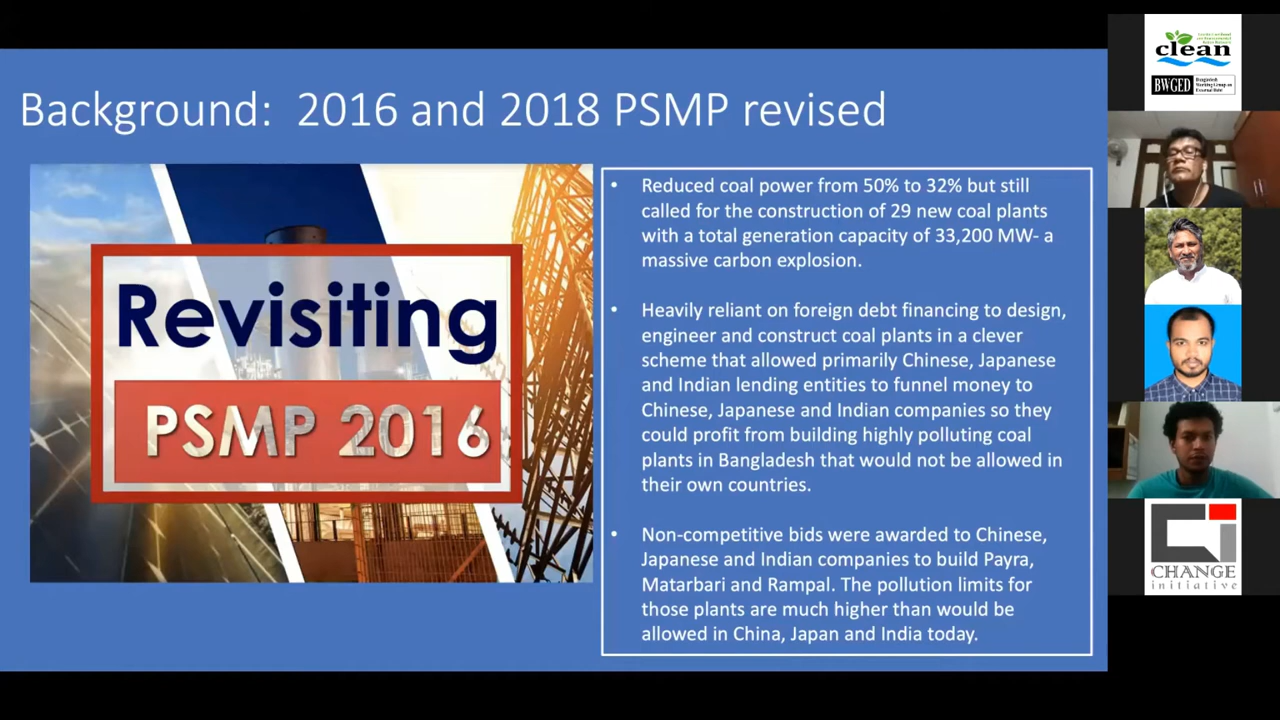 Background: 2016 and 2018 PSMP revised
Revisiting
PSMP 2016
• Reduced coal power from 50% to 32% but still
called for the construction of 29 new coal plants
with a total generation capacity of 33,200 MW- a
massive carbon explosion.
• Heavily reliant on foreign debt financing to design,
engineer and construct coal plants in a clever
scheme that allowed primarily Chinese, Japanese
and Indian lending entities to funnel money to
Chinese, Japanese and Indian companies so they
could profit from building highly polluting coal
plants in Bangladesh that would not be allowed in
their own countries.
• Non-competitive bids were awarded to Chinese,
Japanese and Indian companies to build Payra,
Matarbari and Rampal. The pollution limits for
those plants are much higher than would be
allowed in China, Japan and India today.
clean
BWGED
Bangladesh
Working Group on
External Debt
CHANGE
initiative